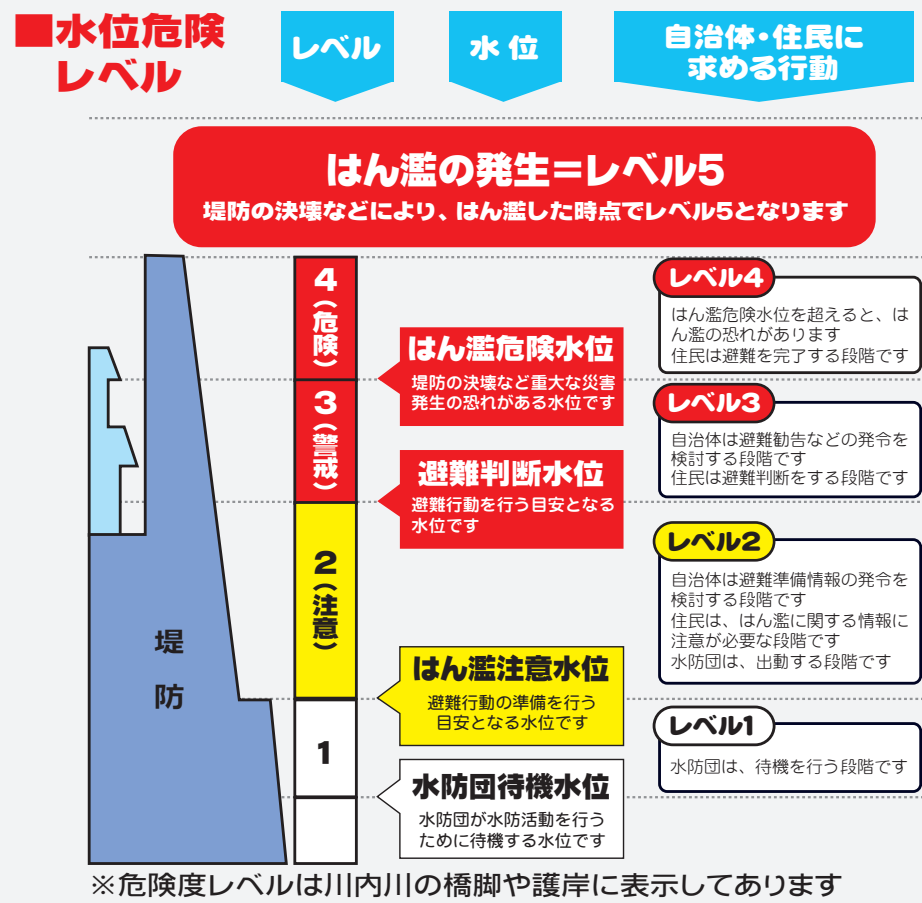 ■水位危険
レベル
レベル
水位
自治体・住民に
求める行動
はん濫の発生=レベル5
堤防の決壊などにより、はん濫した時点でレベル5となります
4(危険)
3(警戒)
2(注意)
1
堤防
はん濫危険水位
堤防の決壊など重大な災害
発生の恐れがある水位です
避難判断水位
避難行動を行う目安となる
水位です
はん濫注意水位
避難行動の準備を行う
目安となる水位です
水防団待機水位
水防団が水防活動を行う
ために待機する水位です
レベル4
はん濫危険水位を超えると、は
ん濫の恐れがあります
住民は避難を完了する段階です
レベル3
自治体は避難勧告などの発令を
検討する段階です
住民は避難判断をする段階です
レベル2
自治体は避難準備情報の発令を
検討する段階です
住民は、はん濫に関する情報に
注意が必要な段階です
水防団は、出動する段階です
レベル1
水防団は、待機を行う段階です
※危険度レベルは川内川の橋脚や護岸に表示してあります